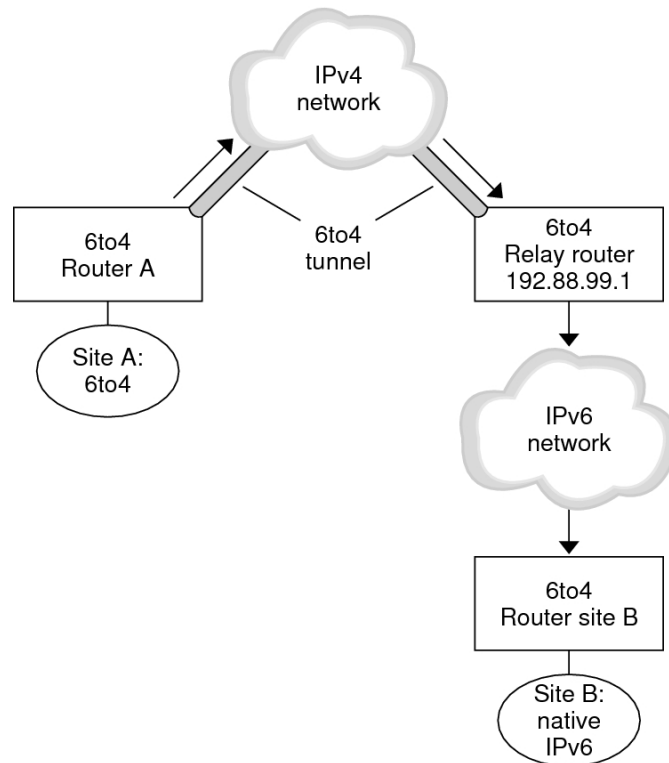 IPv4
network
6to4
Router A
6to4
tunnel
6to4
Relay router
192.88.99.1
Site A:
6to4
IPv6
network
6to4
Router site B
Site B:
native
IPv6